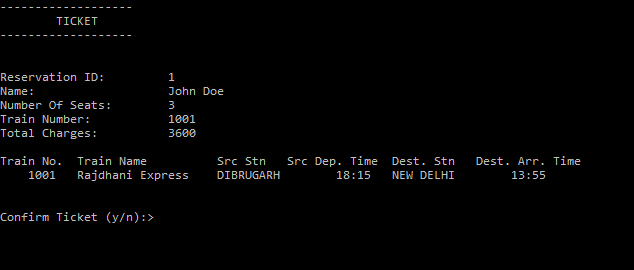 -------------------
TICKET
-------------------
Reservation ID: 1
Name: John Doe
Number Of Seats: 3
Train Number: 1001
Total Charges: 3600
Train No. Train Name Src Stn Src Dep. Time Dest. Stn Dest. Arr. Time
1001 Rajdhani Express DIBRUGARH 18:15 NEW DELHI 13:55
Confirm Ticket (y/n):>